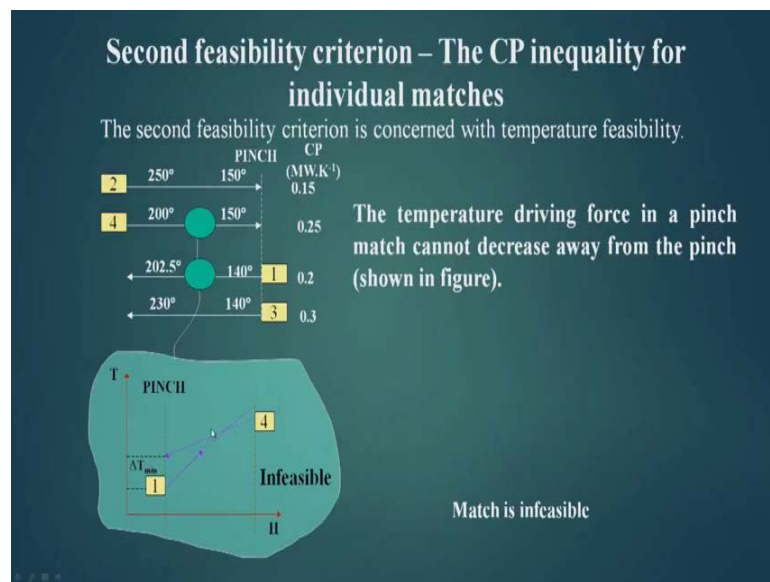 Second feasibility criterion – The CP inequality for
individual matches
The second feasibility criterion is concerned with temperature feasibility.
PINCH
CP
(MW.K-1)
2 250° 150° 0.15
4 200° 150° 0.25
202.5° 140° 1 0.2
230° 140° 3 0.3
The temperature driving force in a pinch
match cannot decrease away from the pinch
(shown in figure).
T
PINCH
4
ΔTmin
1
Infeasible
H
Match is infeasible